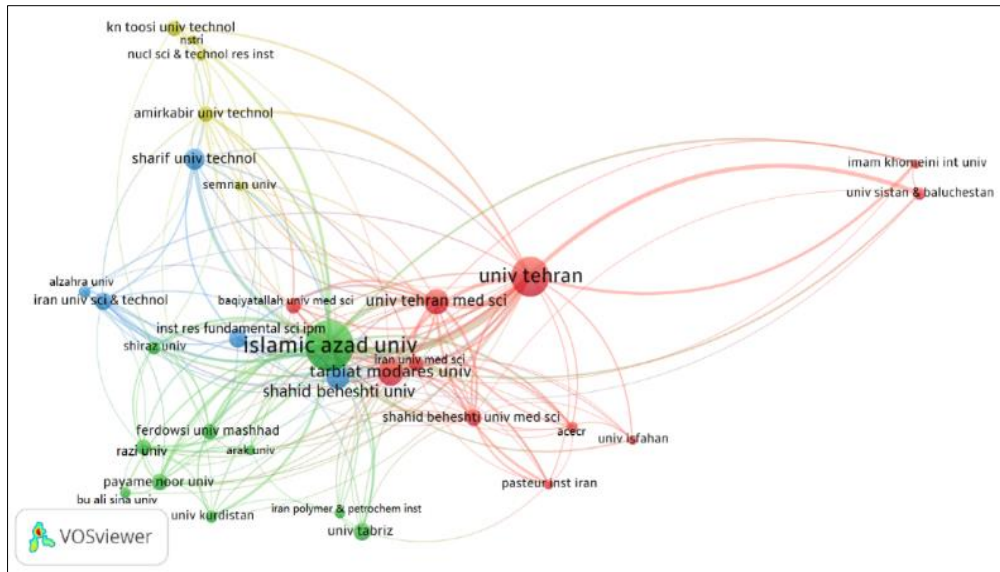 kn toosi univ technol
nstri
nucl sci & technol res inst
amirkabir univ technol
sharif univ technol
semnan univ
imam khomeini int univ
univ sistan & baluchestan
univ tehran
alzahra univ
iran univ sci & technol
baqiyatallah univ med sci
univ tehran med sci
inst res fundamental sci ipm
shiraz univ
islamic azad univ
iran univ med sci
tarbiat modares univ
shahid beheshti univ
shahid beheshti univ med sci
ferdowsi univ mashhad
acecr
univ isfahan
razi univ
arak univ
payame noor univ
pasteur inst iran
bu ali sina univ
univ kurdistan
iran polymer & petrochem inst
univ tabriz
VOSviewer